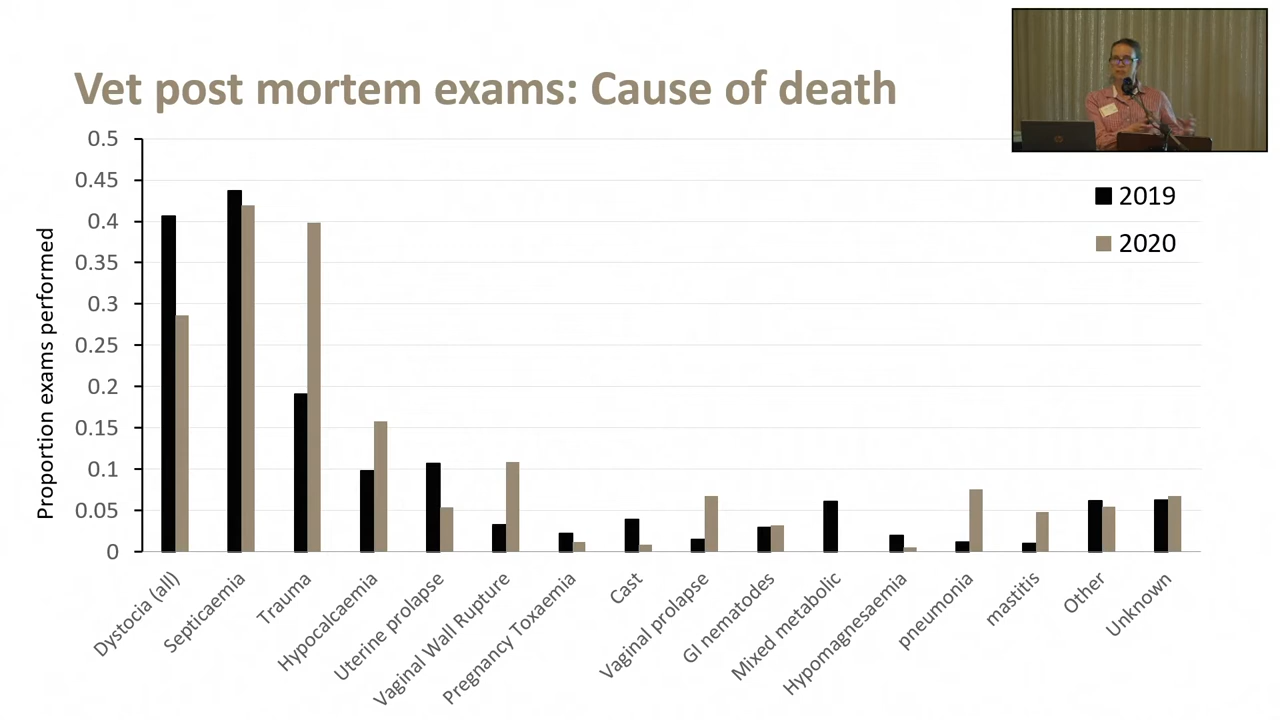 Vet post mortem exams: Cause of death
Proportion exams performed
0.5
0.45
0.4
0.35
0.3
0.25
0.2
0.15
0.1
0.05
0
2019
2020
Dystocia (all)
Septicaemia
Trauma
Hypocalcaemia
Uterine prolapse
Vaginal Wall Rupture
Pregnancy Toxaemia
Cast
Vaginal prolapse
GI nematodes
Mixed metabolic
Hypomagnesaemia
pneumonia
mastitis
Other
Unknown